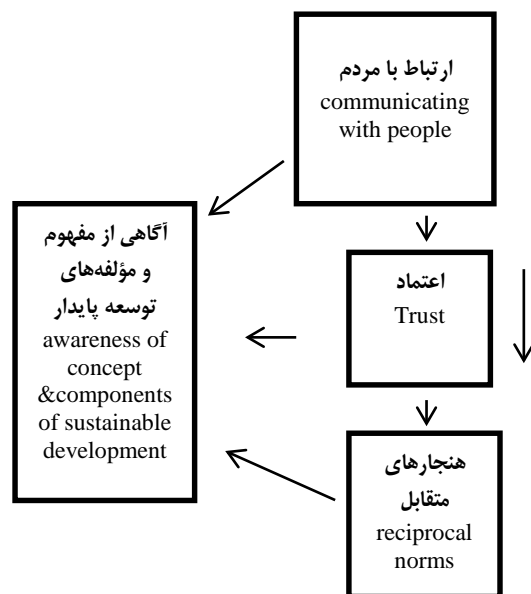 ارتباط با مردم
communicating
with people
آگاهی از مفهوم
و مؤلفه‌های
توسعه پایدار
awareness of
concept
&components
of sustainable
development
اعتماد
Trust
هنجارهای
متقابل
reciprocal
norms